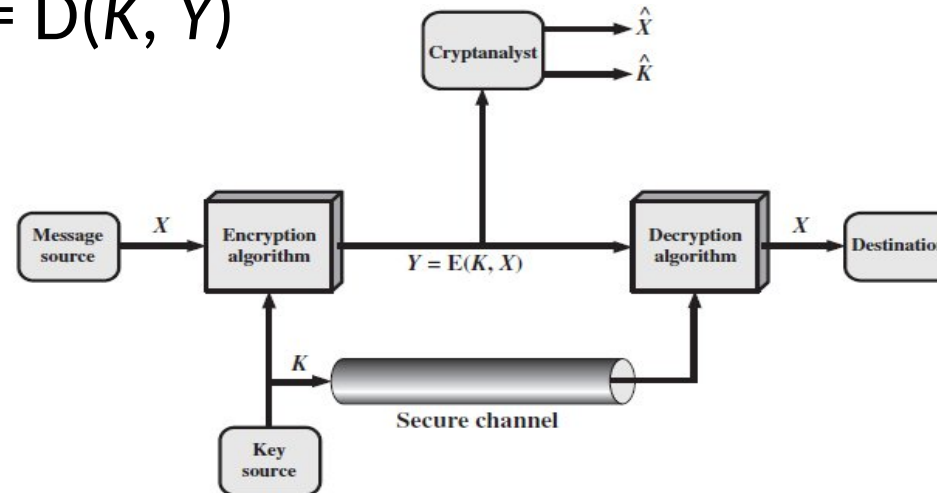 = D(K, Y)
Cryptanalyst
X̂
K̂
Message
source
X
Encryption
algorithm
Y = E(K, X)
Decryption
algorithm
X
Destinatio
K
Secure channel
Key
source